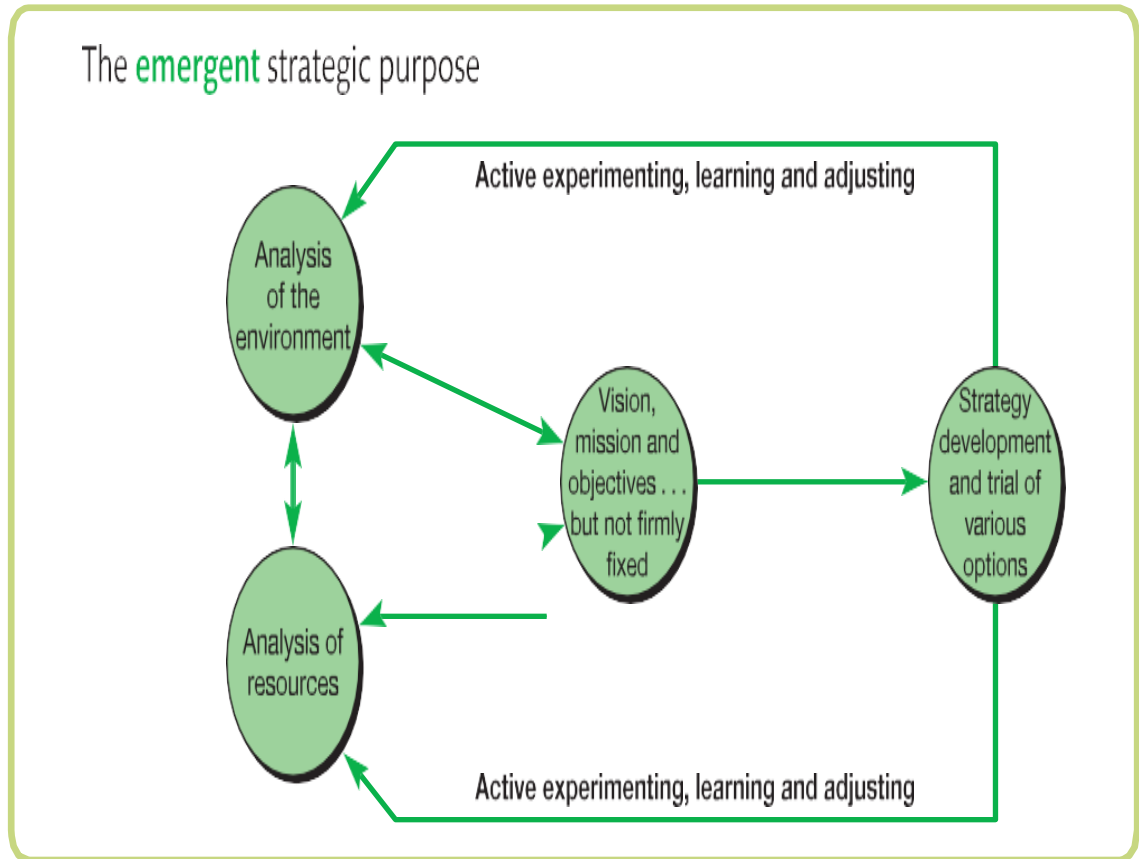 The emergent strategic purpose
Active experimenting, learning and adjusting
Analysis
of the
environment
Vision,
mission and
objectives . . .
but not firmly
fixed
Strategy
development
and trial of
various
options
Analysis of
resources
Active experimenting, learning and adjusting